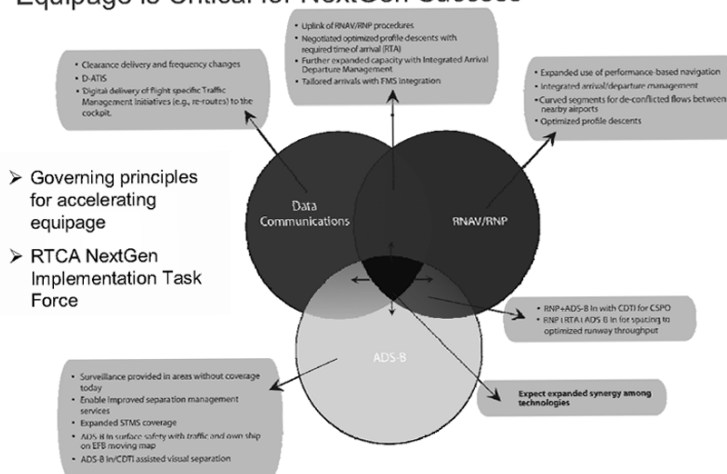 Equipage is Critical for NextGen Success
• Uplink of RNAV/RNP procedures
• Negotiated optimized profile descents with
required time of arrival (RTA)
• Further expanded capacity with Integrated Arrival
Departure Management
• Tailored arrivals with FMS Integration
• Clearance delivery and frequency changes
• D-ATIS
• Digital delivery of flight specific Traffic
Management Initiatives (e.g., re-routes) to the
cockpit.
• Expanded use of performance-based navigation
• Integrated arrival/departure management
• Curved segments for de-conflicted flows between
nearby airports
• Optimized profile descents
➢ Governing principles
for accelerating
equipage
➢ RTCA NextGen
Implementation Task
Force
Data
Communications
RNAV/RNP
ADS-B
• RNP+ADS-B In with CDTI for CSPO
• RNP+RTA+ADS-B In for spacing to
optimized runway throughput
Expect expanded synergy among
technologies
• Surveillance provided in areas without coverage
today
• Enable improved separation management
services
• Expanded STMS coverage
• ADS-B In surface safety with traffic and own ship
on EFB moving map
• ADS-B In/CDTI assisted visual separation